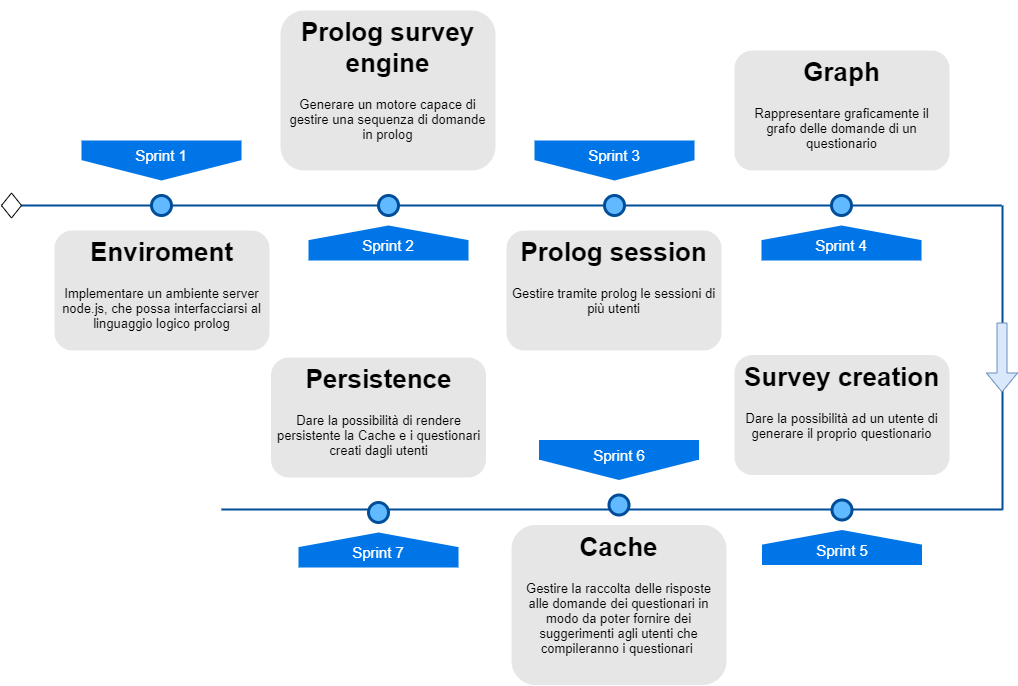 Prolog survey
engine
Generare un motore capace di
gestire una sequenza di domande
in prolog
Graph
Rappresentare graficamente il
grafo delle domande di un
questionario
Sprint 1
Sprint 3
Enviroment
Implementare un ambiente server
node.js, che possa interfacciarsi al
linguaggio logico prolog
Sprint 2
Prolog session
Gestire tramite prolog le sessioni di
più utenti
Sprint 4
Persistence
Dare la possibilità di rendere
persistente la Cache e i questionari
creati dagli utenti
Survey creation
Dare la possibilità ad un utente di
generare il proprio questionario
Sprint 6
Sprint 7
Cache
Gestire la raccolta delle risposte
alle domande dei questionari in
modo da poter fornire dei
suggerimenti agli utenti che
compileranno i questionari
Sprint 5